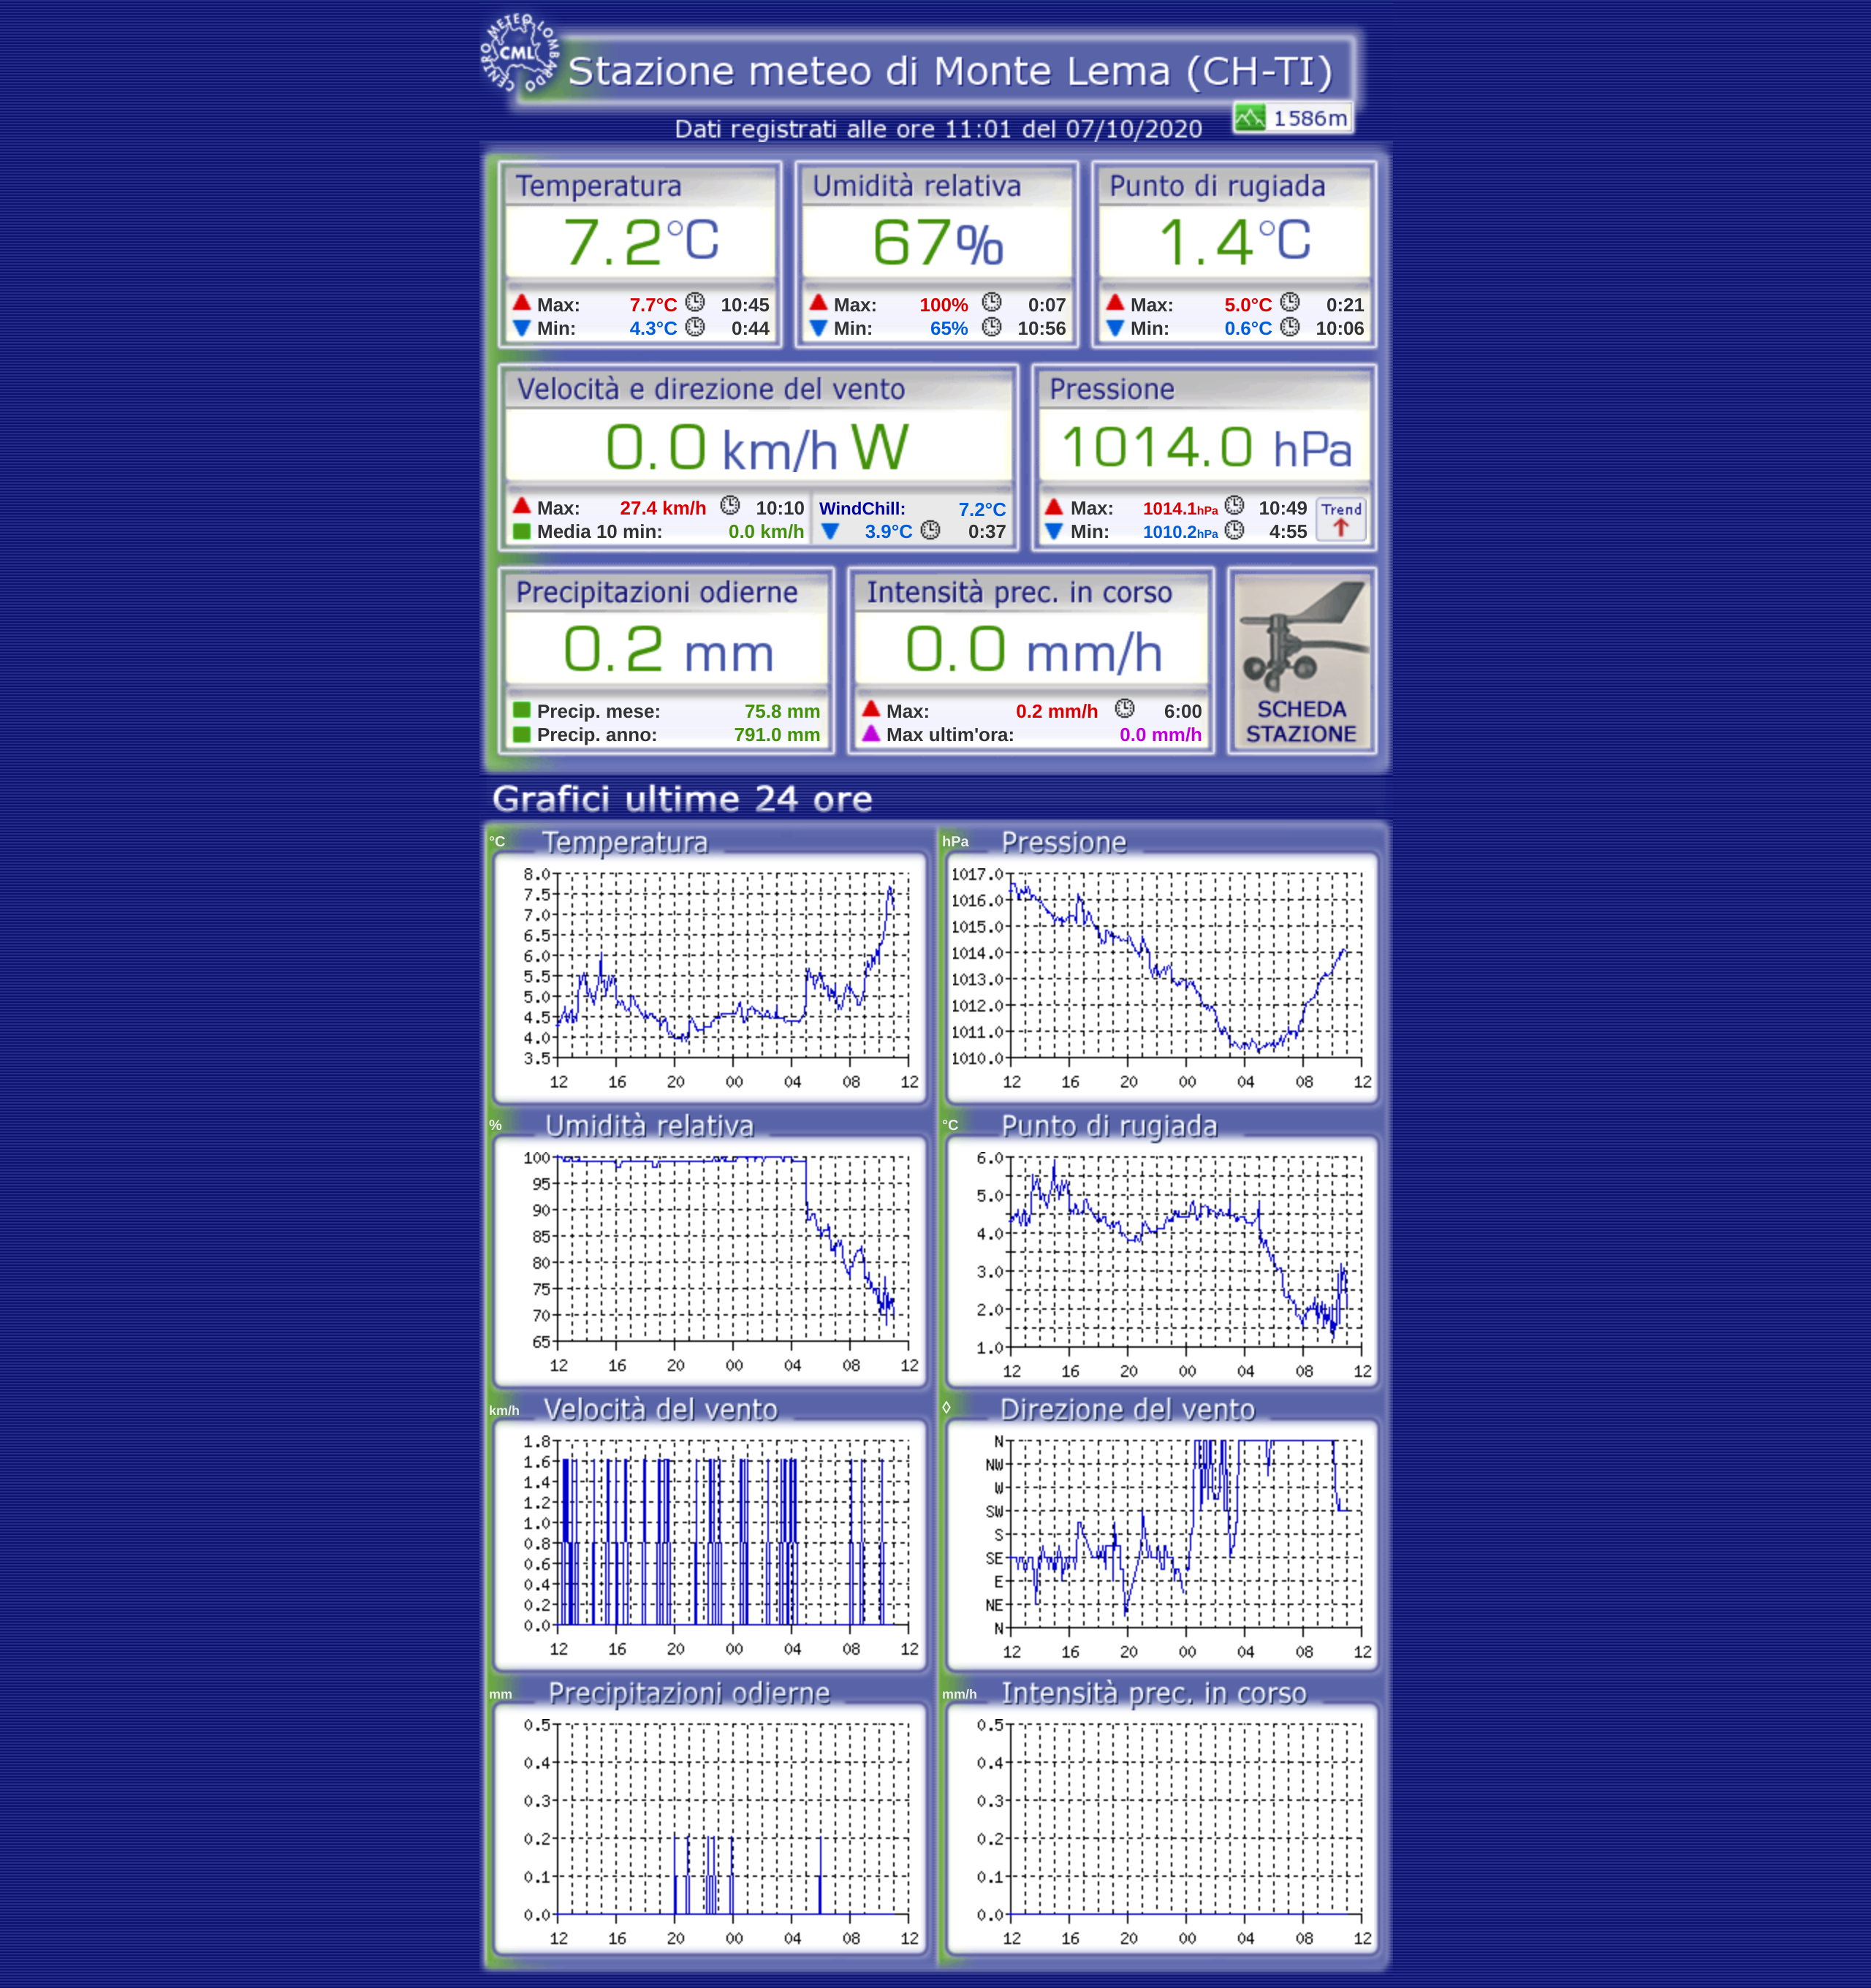 CENTRO METEO LOMBARDO
CML
Stazione meteo di Monte Lema (CH-TI)
1586m
Dati registrati alle ore 11:01 del 07/10/2020
Temperatura
7.2°C
Max: 7.7°C 10:45
Min: 4.3°C 0:44
Umidità relativa
67%
Max: 100% 0:07
Min: 65% 10:56
Punto di rugiada
1.4°C
Max: 5.0°C 0:21
Min: 0.6°C 10:06
Velocità e direzione del vento
0.0 km/h W
Max: 27.4 km/h 10:10
Media 10 min: 0.0 km/h
WindChill: 7.2°C
3.9°C 0:37
Pressione
1014.0 hPa
Max: 1014.1hPa 10:49
Min: 1010.2hPa 4:55
Trend
Precipitazioni odierne
0.2 mm
Precip. mese: 75.8 mm
Precip. anno: 791.0 mm
Intensità prec. in corso
0.0 mm/h
Max: 0.2 mm/h 6:00
Max ultim'ora: 0.0 mm/h
SCHEDA
STAZIONE
Grafici ultime 24 ore
°C Temperatura
8.0
7.5
7.0
6.5
6.0
5.5
5.0
4.5
4.0
3.5
12 16 20 00 04 08 12
hPa Pressione
1017.0
1016.0
1015.0
1014.0
1013.0
1012.0
1011.0
1010.0
12 16 20 00 04 08 12
% Umidità relativa
100
95
90
85
80
75
70
65
12 16 20 00 04 08 12
°C Punto di rugiada
6.0
5.0
4.0
3.0
2.0
1.0
12 16 20 00 04 08 12
km/h Velocità del vento
1.8
1.6
1.4
1.2
1.0
0.8
0.6
0.4
0.2
0.0
12 16 20 00 04 08 12
◊ Direzione del vento
N
NW
W
SW
S
SE
E
NE
N
12 16 20 00 04 08 12
mm Precipitazioni odierne
0.5
0.4
0.3
0.2
0.1
0.0
12 16 20 00 04 08 12
mm/h Intensità prec. in corso
0.5
0.4
0.3
0.2
0.1
0.0
12 16 20 00 04 08 12